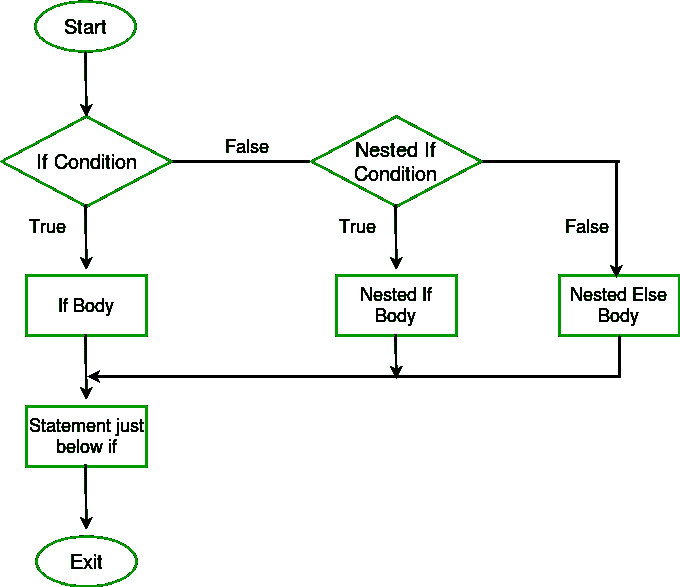 Start
If Condition
False
Nested If
Condition
True
True
False
If Body
Nested If
Body
Nested Else
Body
Statement just
below if
Exit